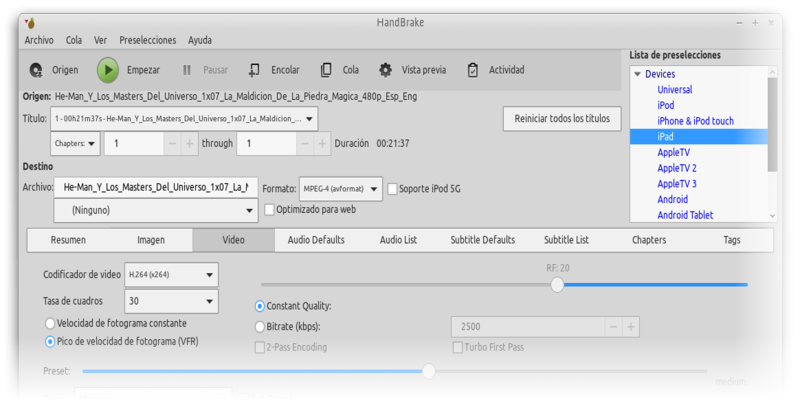 HandBrake
Archivo Cola Ver Preselecciones Ayuda
Origen Empezar Pausar Encolar Cola Vista previa Actividad
Lista de preselecciones
Devices
Universal
iPod
iPhone & iPod touch
iPad
AppleTV
AppleTV 2
AppleTV 3
Android
Android Tablet
Origen: He-Man_Y_Los_Masters_Del_Universo_1x07_La_Maldicion_De_La_Piedra_Magica_480p_Esp_Eng
Título: 1 - 00h21m37s - He-Man_Y_Los_Masters_Del_Universo_1x07_La_Maldicion_... Reiniciar todos los títulos
Chapters: 1 through 1 Duración 00:21:37
Destino
Archivo: He-Man_Y_Los_Masters_Del_Universo_1x07_La_M Formato: MPEG-4 (avformat) Soporte iPod 5G
(Ninguno) Optimizado para web
Resumen Imagen Video Audio Defaults Audio List Subtitle Defaults Subtitle List Chapters Tags
Codificador de video H.264 (x264) RF: 20
Tasa de cuadros 30 Constant Quality:
Velocidad de fotograma constante Bitrate (kbps): 2500
Pico de velocidad de fotograma (VFR) 2-Pass Encoding Turbo First Pass
Preset:
medium